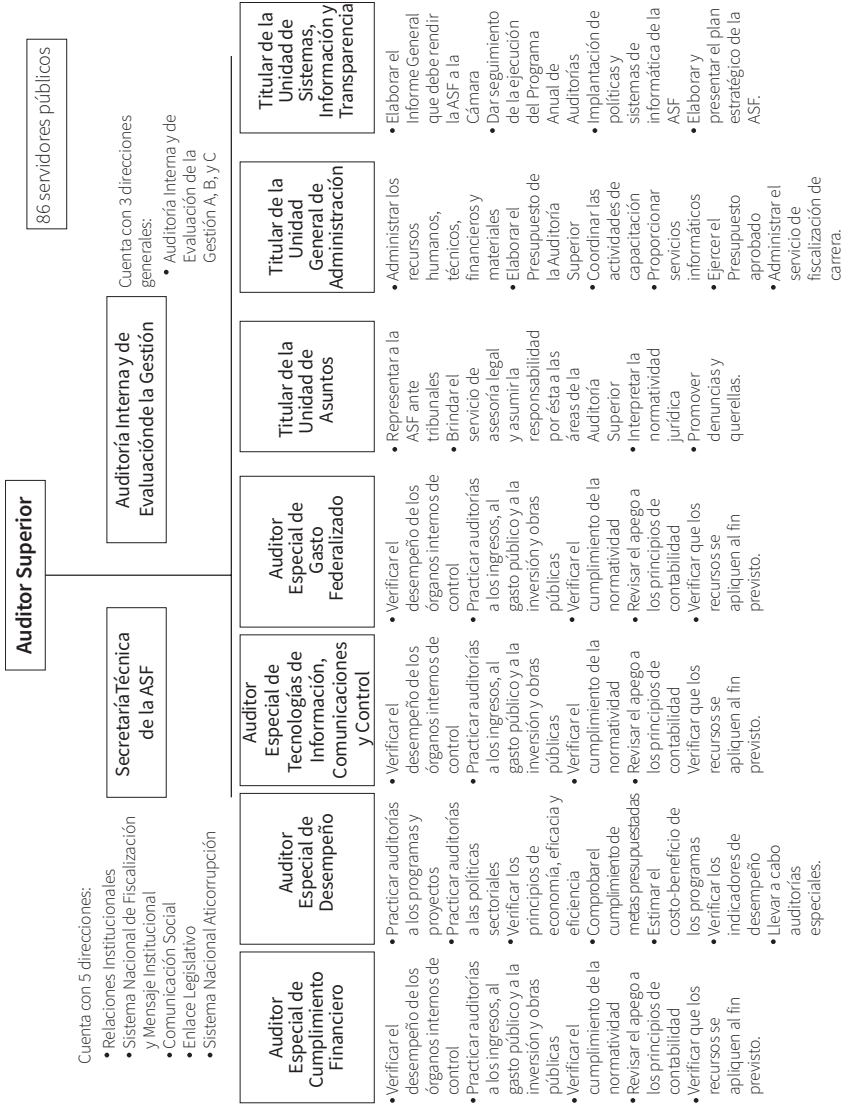 Auditor Superior
86 servidores públicos
Secretaría Técnica
de la ASF
Cuenta con 5 direcciones:
• Relaciones Institucionales
• Sistema Nacional de Fiscalización
y Mensaje Institucional
• Comunicación Social
• Enlace Legislativo
• Sistema Nacional Aticorrupción
Auditoría Interna y de
Evaluación de la Gestión
Cuenta con 3 direcciones
generales:
• Auditoría Interna y de
Evaluación de la
Gestión A, B, y C
Auditor
Especial de
Cumplimiento
Financiero
• Verificar el
desempeño de los
órganos internos de
control
• Practicar auditorías
a los ingresos, al
gasto público y a la
inversión y obras
públicas
• Verificar el
cumplimiento de la
normatividad
• Revisar el apego a
los principios de
contabilidad
• Verificar que los
recursos se
apliquen al fin
previsto.
Auditor
Especial de
Desempeño
• Practicar auditorías
a los programas y
proyectos
• Practicar auditorías
a las políticas
sectoriales
• Verificar los
principios de
economía, eficacia y
eficiencia
• Comprobar el
cumplimiento de
metas presupuestadas
• Estimar el
costo-beneficio de
los programas
• Verificar los
indicadores de
desempeño
• Llevar a cabo
auditorías
especiales.
Auditor
Especial de
Tecnologías de
Información,
Comunicaciones
y Control
• Verificar el
desempeño de los
órganos internos de
control
• Practicar auditorías
a los ingresos, al
gasto público y a la
inversión y obras
públicas
• Verificar el
cumplimiento de la
normatividad
• Revisar el apego a
los principios de
contabilidad
Verificar que los
recursos se
apliquen al fin
previsto.
Auditor
Especial de
Gasto
Federalizado
• Verificar el
desempeño de los
órganos internos de
control
• Practicar auditorías
a los ingresos, al
gasto público y a la
inversión y obras
públicas
• Verificar el
cumplimiento de la
normatividad
• Revisar el apego a
los principios de
contabilidad
• Verificar que los
recursos se
apliquen al fin
previsto.
Titular de la
Unidad de
Asuntos
• Representar a la
ASF ante
tribunales
• Brindar el
servicio de
asesoría legal
y asumir la
responsabilidad
por ésta a las
áreas de la
Auditoría
Superior
• Interpretar la
normatividad
jurídica
• Promover
denuncias y
querellas.
Titular de la
Unidad
General de
Administración
• Administrar los
recursos
humanos,
técnicos,
financieros y
materiales
• Elaborar el
Presupuesto de
la Auditoría
Superior
• Coordinar las
actividades de
capacitación
• Proporcionar
servicios
informáticos
• Ejercer el
Presupuesto
aprobado
• Administrar el
servicio de
fiscalización de
carrera.
Titular de la
Unidad de
Sistemas,
Información y
Transparencia
• Elaborar el
Informe General
que debe rendir
la ASF a la
Cámara
• Dar seguimiento
de la ejecución
del Programa
Anual de
Auditorías
• Implantación de
políticas y
sistemas de
informática de la
ASF
• Elaborar y
presentar el plan
estratégico de la
ASF.